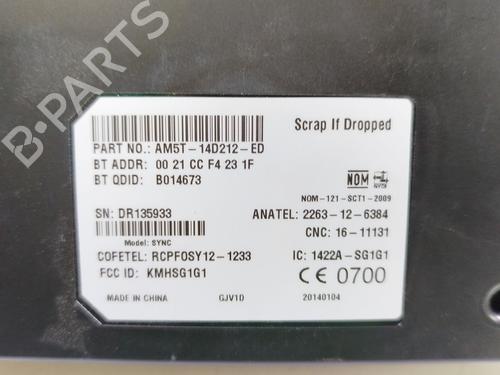 B-PARTS
Scrap If Dropped
PART NO.: AM5T-14D212-ED
BT ADDR: 00 21 CC F4 23 1F
BT QDID: B014673
NOM
NOM-121-SCT1-2009
SN: DR135933
ANATEL: 2263-12-6384
CNC: 16-11131
Model: SYNC
COFETEL: RCPFOSY12-1233
IC: 1422A-SG1G1
FCC ID: KMHSG1G1
CE 0700
MADE IN CHINA GJV1D 20140104